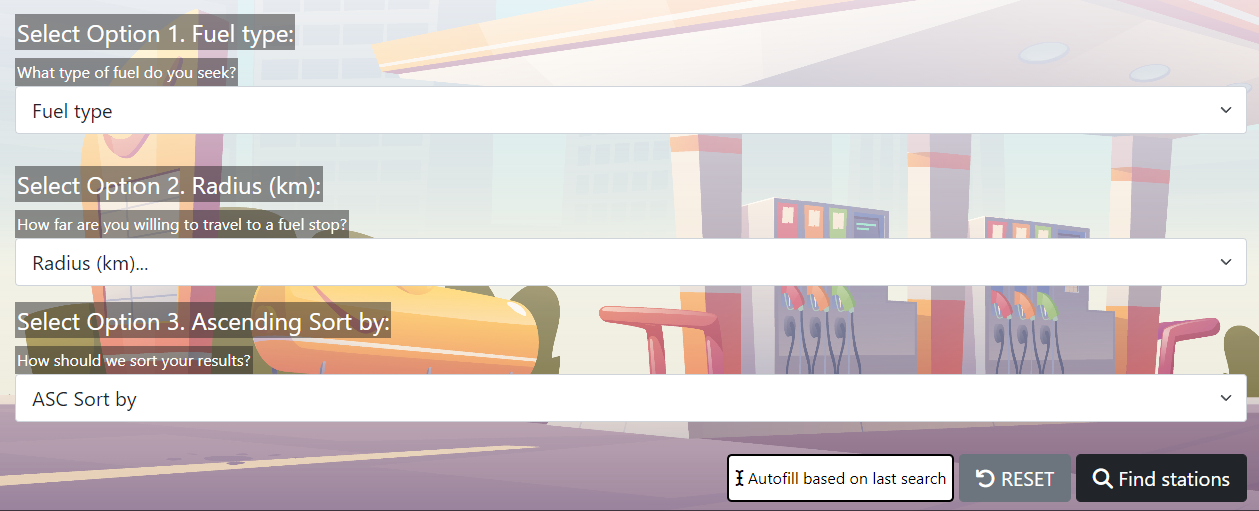 Select Option 1. Fuel type:
What type of fuel do you seek?
Fuel type
Select Option 2. Radius (km):
How far are you willing to travel to a fuel stop?
Radius (km)...
Select Option 3. Ascending Sort by:
How should we sort your results?
ASC Sort by
Autofill based on last search
RESET
Find stations